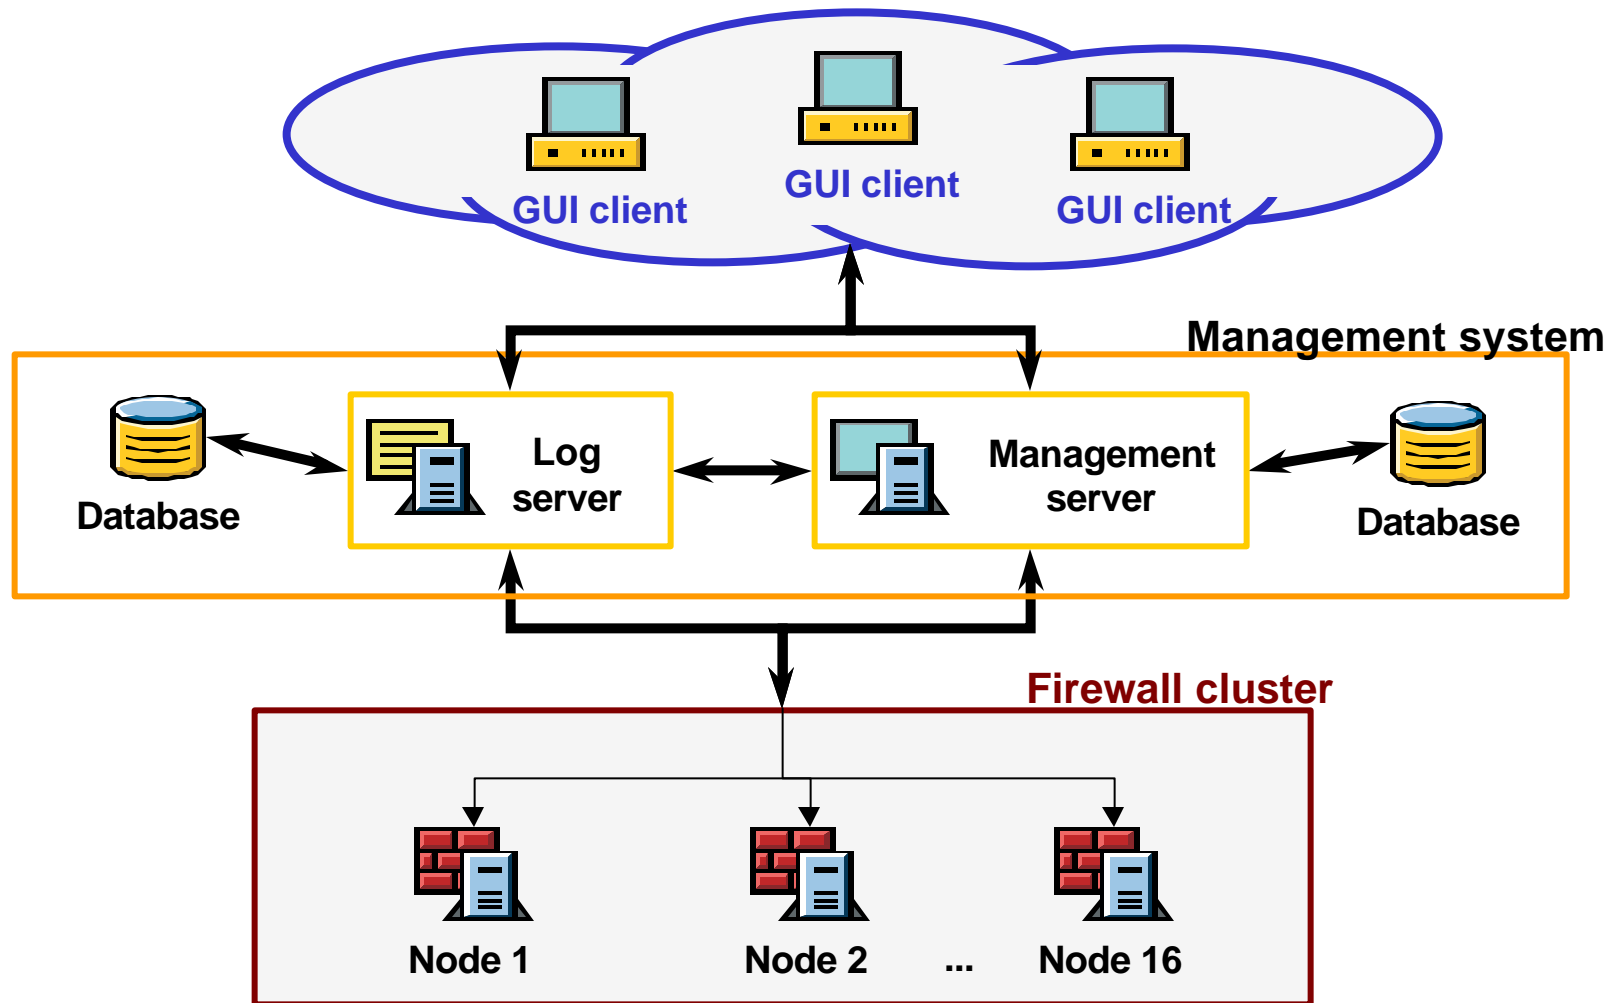 GUI client
GUI client
GUI client
Management system
Log
server
Management
server
Database
Database
Firewall cluster
Node 1
Node 2
...
Node 16